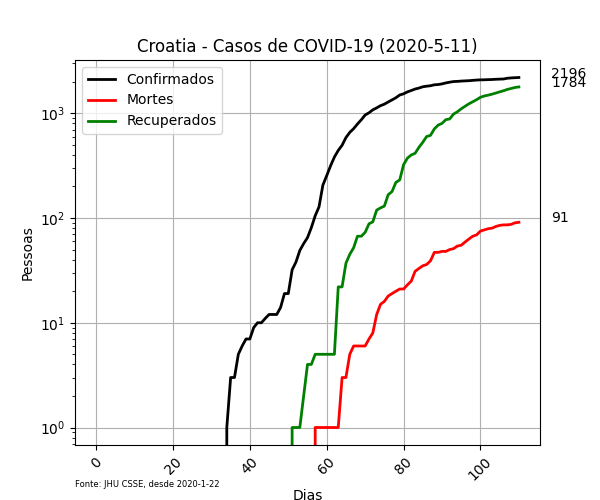 Croatia - Casos de COVID-19 (2020-5-11)
Confirmados
Mortes
Recuperados
2196
1784
91
10³
10²
10¹
10⁰
Pessoas
0 20 40 60 80 100
Fonte: JHU CSSE, desde 2020-1-22
Dias